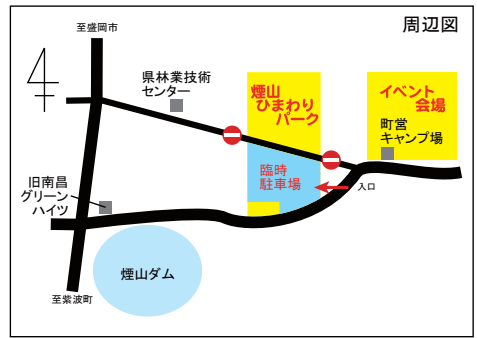 周辺図
至盛岡市
県林業技術
センター
煙山
ひまわり
パーク
イベント
会場
町営
キャンプ場
臨時
駐車場
入口
旧南昌
グリーン
ハイツ
煙山ダム
至紫波町